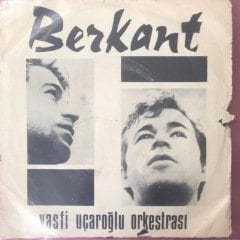 Berkant
vasfi uçaroğlu orkestrası